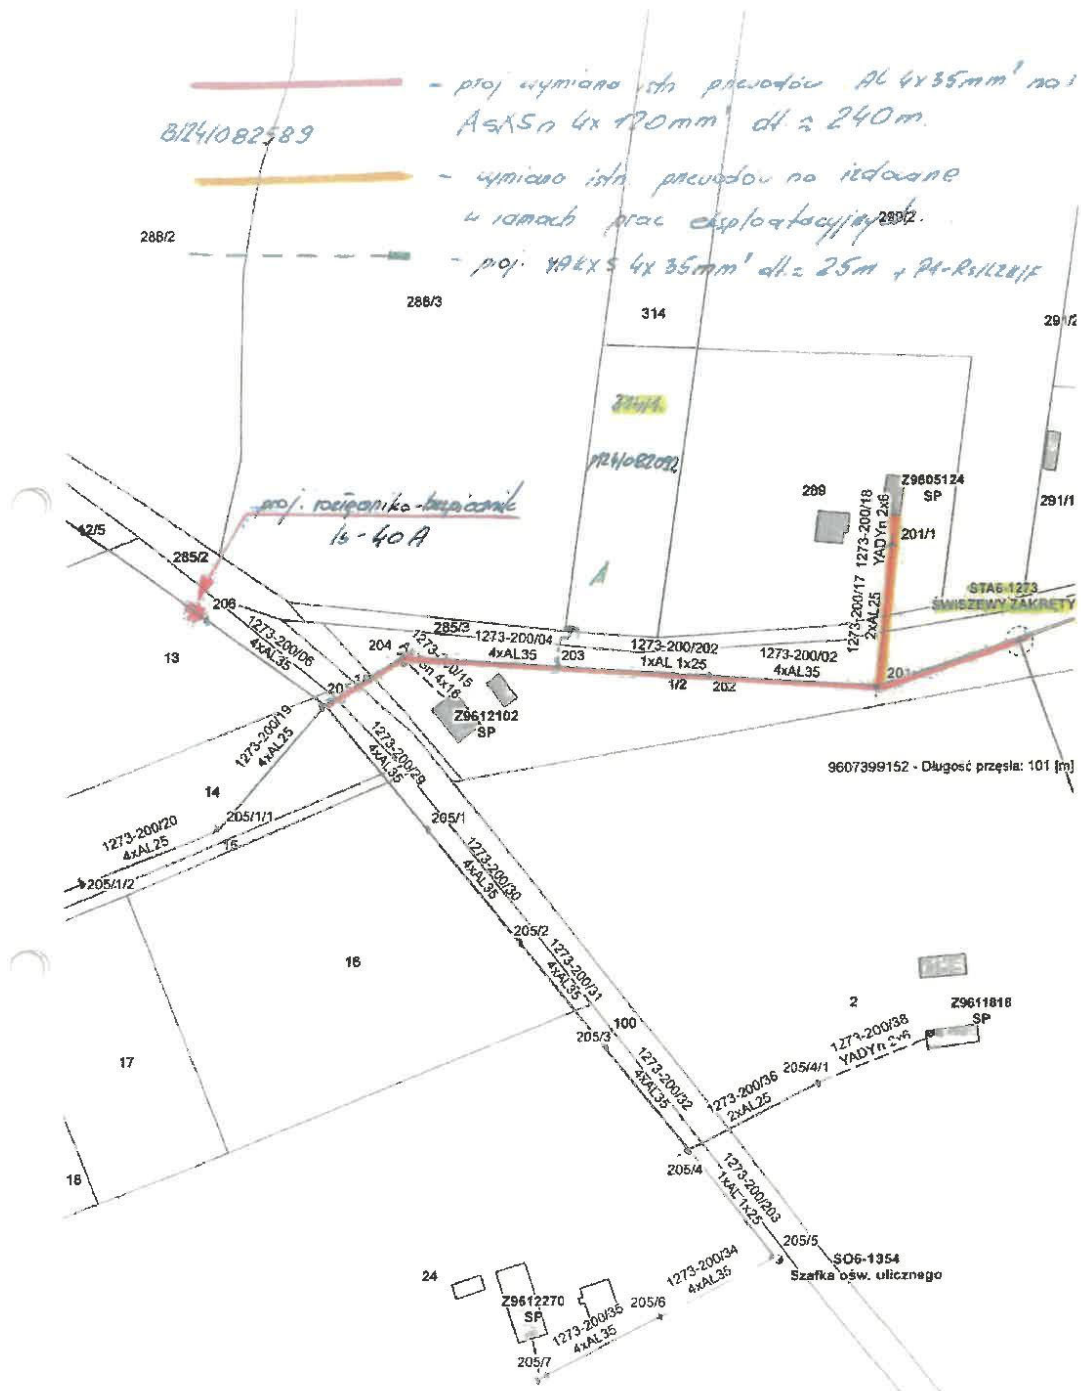 - proj wymiana istn przewodów AL 4x35mm² na:
B/24/082589
AsXSn 4x120mm² dł. ≈ 240m.
- wymiana istn. przewodów na izolowane
w ramach prac eksploatacyjnych.
289/2
288/2
- proj. YAKXS 4x35mm² dł. = 25m +
288/3
314
291/2
314/1
P/24/082092
Z9605124
SP
289
291/1
201/1
1273-200/18
YADYn 2x6
1273-200/17
2xAL25
proj. rozłącznik-bezpiecznik
Is-40A
12/5
285/2
A
STA6-1273
ŚWISZEWY ZAKRĘTY
206
285/3
1273-200/04
4xAL35
1273-200/202
1xAL 1x25
1273-200/02
4xAL35
1273-200/06
4xAL35
13
204
203
1/2
202
201
Z9612102
SP
1273-200/19
4xAL25
1273-200/29
4xAL35
9607399152 - Długość przęsła: 101 [m]
14
1273-200/20
4xAL25
205/1/1
15
205/1
205/1/2
1273-200/30
4xAL35
205/2
16
1273-200/31
4xAL35
2
Z9611818
SP
100
205/3
17
1273-200/32
4xAL35
1273-200/38
YADYn 2x6
205/4/1
1273-200/36
2xAL25
205/4
18
1273-200/203
1xAL 1x25
205/5
SO6-1354
Szafka ośw. ulicznego
24
1273-200/34
4xAL35
Z9612270
SP
205/6
1273-200/35
4xAL35
205/7